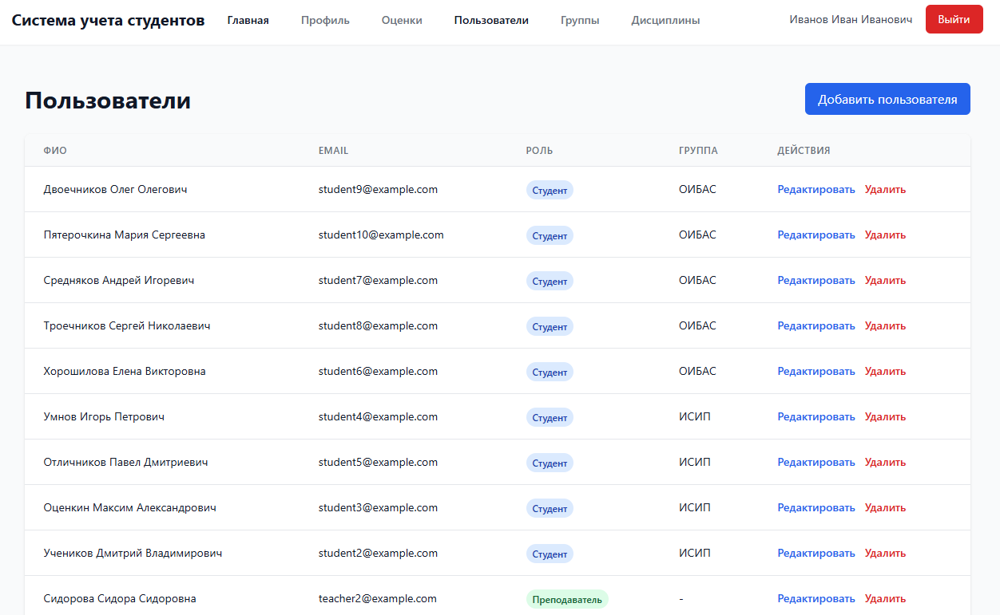 Система учета студентов Главная Профиль Оценки Пользователи Группы Дисциплины Иванов Иван Иванович Выйти
Пользователи Добавить пользователя
ФИО EMAIL РОЛЬ ГРУППА ДЕЙСТВИЯ
Двоечников Олег Олегович student9@example.com Студент ОИБАС Редактировать Удалить
Пятерочкина Мария Сергеевна student10@example.com Студент ОИБАС Редактировать Удалить
Средняков Андрей Игоревич student7@example.com Студент ОИБАС Редактировать Удалить
Троечников Сергей Николаевич student8@example.com Студент ОИБАС Редактировать Удалить
Хорошилова Елена Викторовна student6@example.com Студент ОИБАС Редактировать Удалить
Умнов Игорь Петрович student4@example.com Студент ИСИП Редактировать Удалить
Отличников Павел Дмитриевич student5@example.com Студент ИСИП Редактировать Удалить
Оценкин Максим Александрович student3@example.com Студент ИСИП Редактировать Удалить
Учеников Дмитрий Владимирович student2@example.com Студент ИСИП Редактировать Удалить
Сидорова Сидора Сидоровна teacher2@example.com Преподаватель - Редактировать Удалить